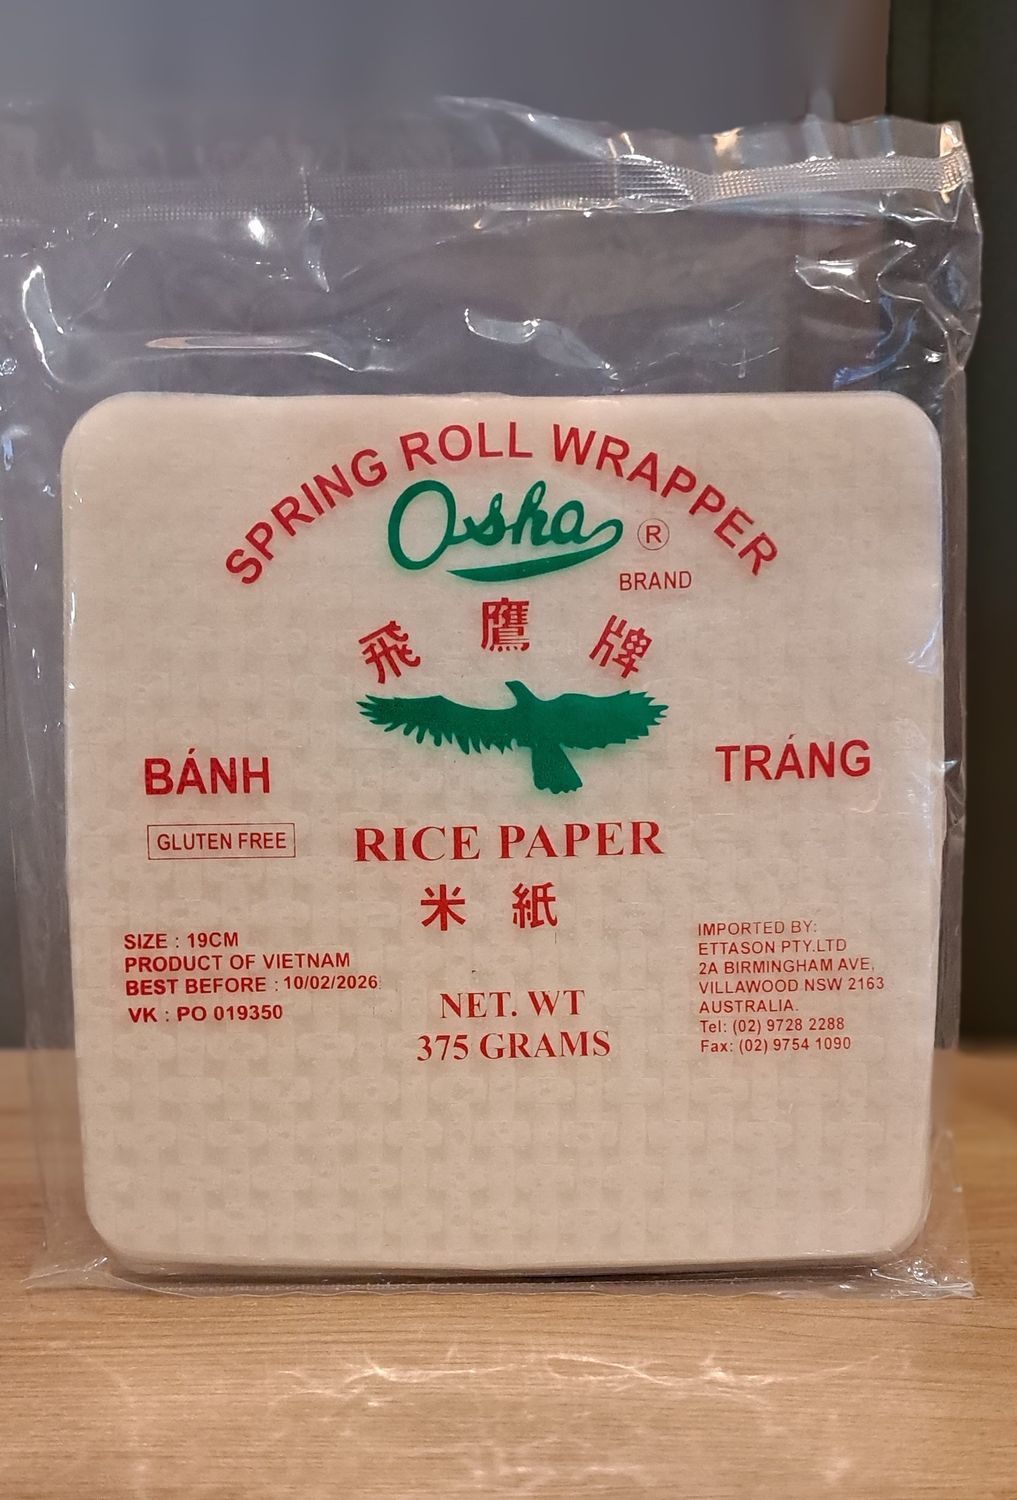 SPRING ROLL WRAPPER
Osha ®
BRAND
飛鷹牌
BÁNH TRÁNG
GLUTEN FREE
RICE PAPER
米紙
SIZE : 19CM
PRODUCT OF VIETNAM
BEST BEFORE : 10/02/2026
VK : PO 019350
NET. WT
375 GRAMS
IMPORTED BY:
ETTASON PTY.LTD
2A BIRMINGHAM AVE,
VILLAWOOD NSW 2163
AUSTRALIA.
Tel: (02) 9728 2288
Fax: (02) 9754 1090